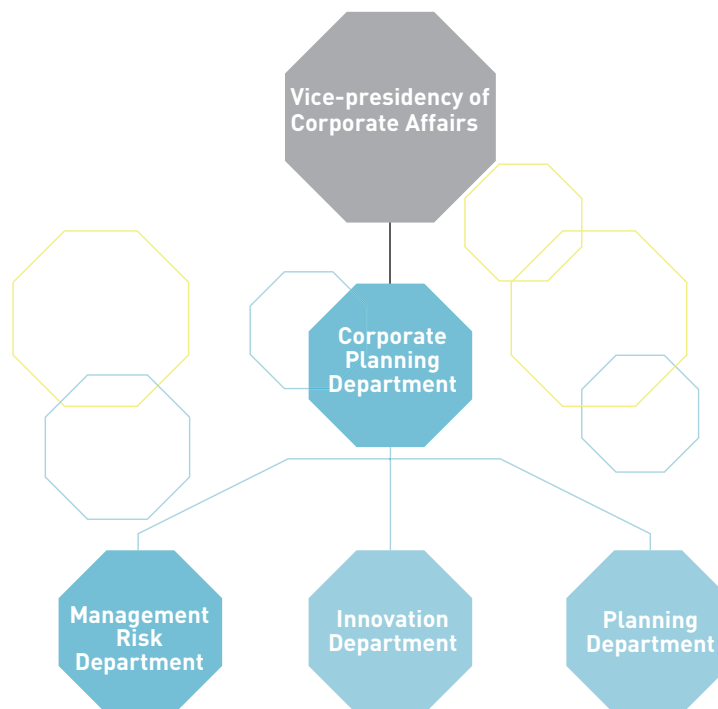 Vice-presidency of
Corporate Affairs
Corporate
Planning
Department
Management
Risk
Department
Innovation
Department
Planning
Department